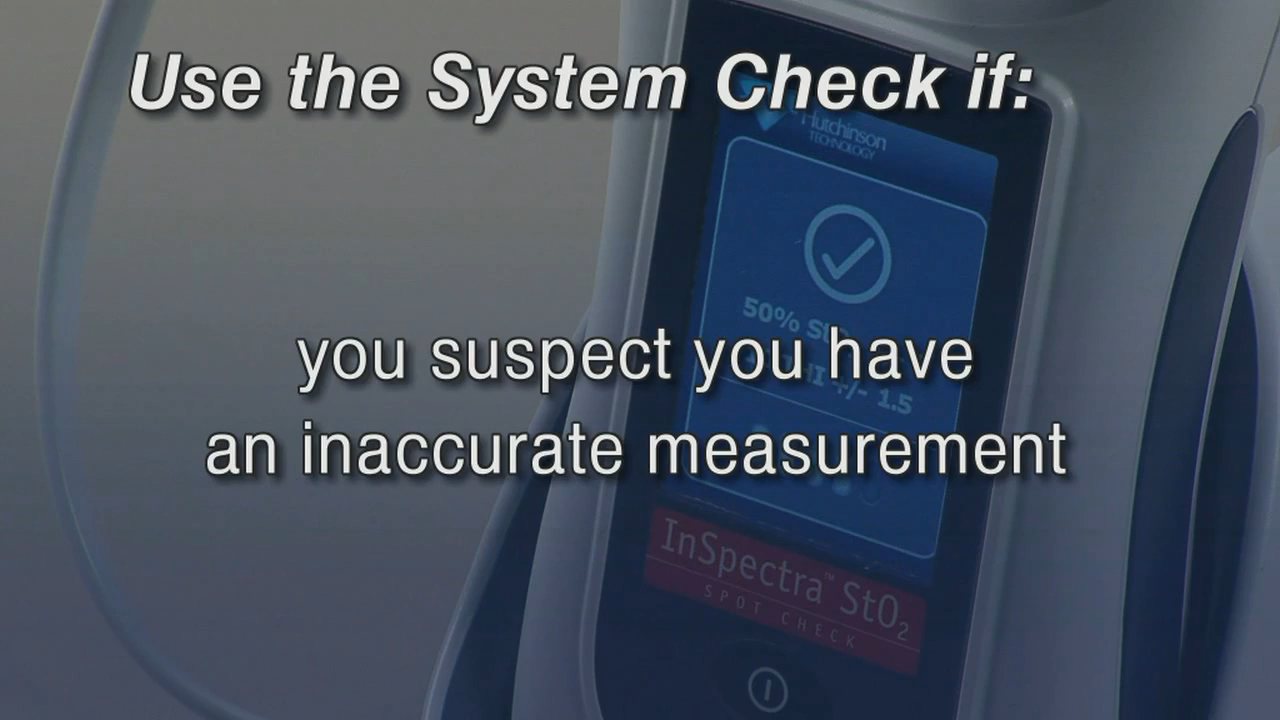 Use the System Check if:
Hutchinson
TECHNOLOGY
50%
you suspect you have
+/- 1.5
an inaccurate measurement
InSpectra™ StO₂
SPOT CHECK